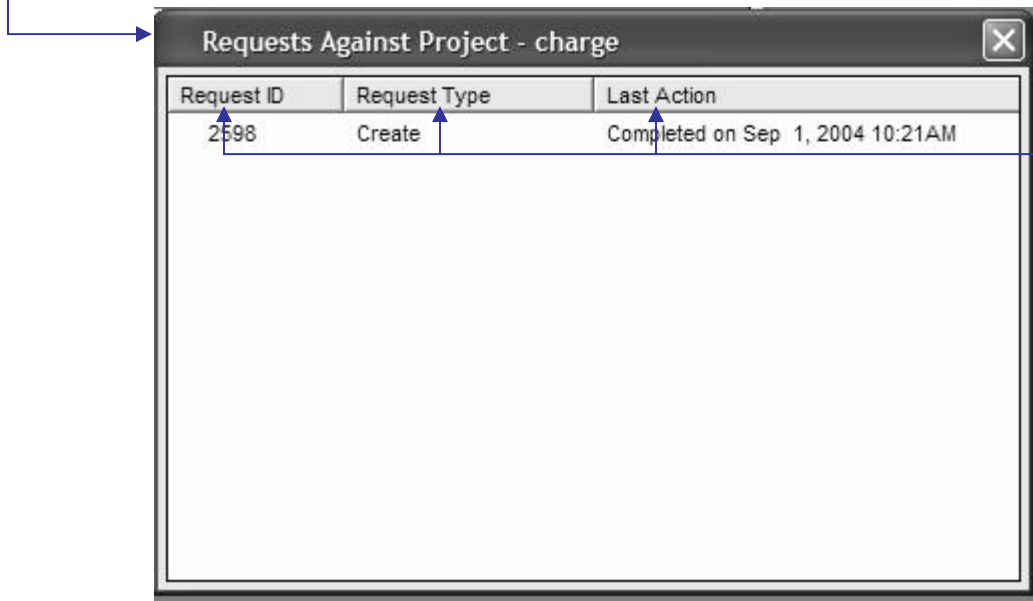 Requests Against Project - charge
Request ID Request Type Last Action
2598 Create Completed on Sep 1, 2004 10:21AM